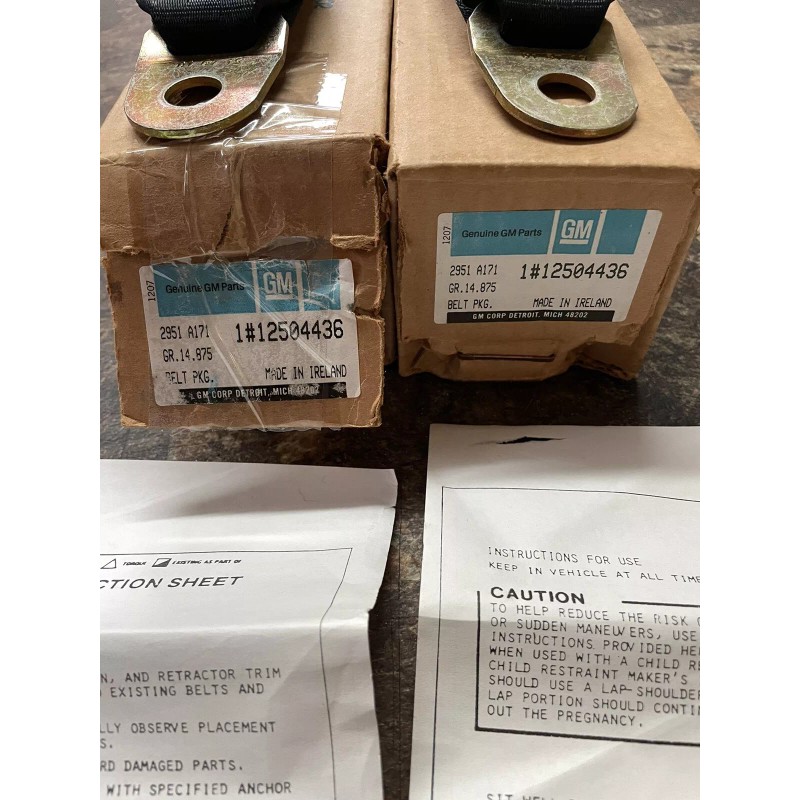 1207
Genuine GM Parts
GM
2951 A171
1#12504436
GR.14.875
BELT PKG.
MADE IN IRELAND
GM CORP DETROIT, MICH 48202
1207
Genuine GM Parts
GM
2951 A171
1#12504436
GR.14.875
BELT PKG.
MADE IN IRELAND
GM CORP DETROIT, MICH 48202
TORQUE
EXISTING AS PART OF
CTION SHEET
N, AND RETRACTOR TRIM
EXISTING BELTS AND
LLY OBSERVE PLACEMENT
S.
RD DAMAGED PARTS.
WITH SPECIFIED ANCHOR
INSTRUCTIONS FOR USE
KEEP IN VEHICLE AT ALL TIME
CAUTION
TO HELP REDUCE THE RISK O
OR SUDDEN MANEUVERS, USE
INSTRUCTIONS PROVIDED HE
WHEN USED WITH A CHILD RE
CHILD RESTRAINT MAKER'S
SHOULD USE A LAP-SHOULDER
LAP PORTION SHOULD CONTIN
OUT THE PREGNANCY.